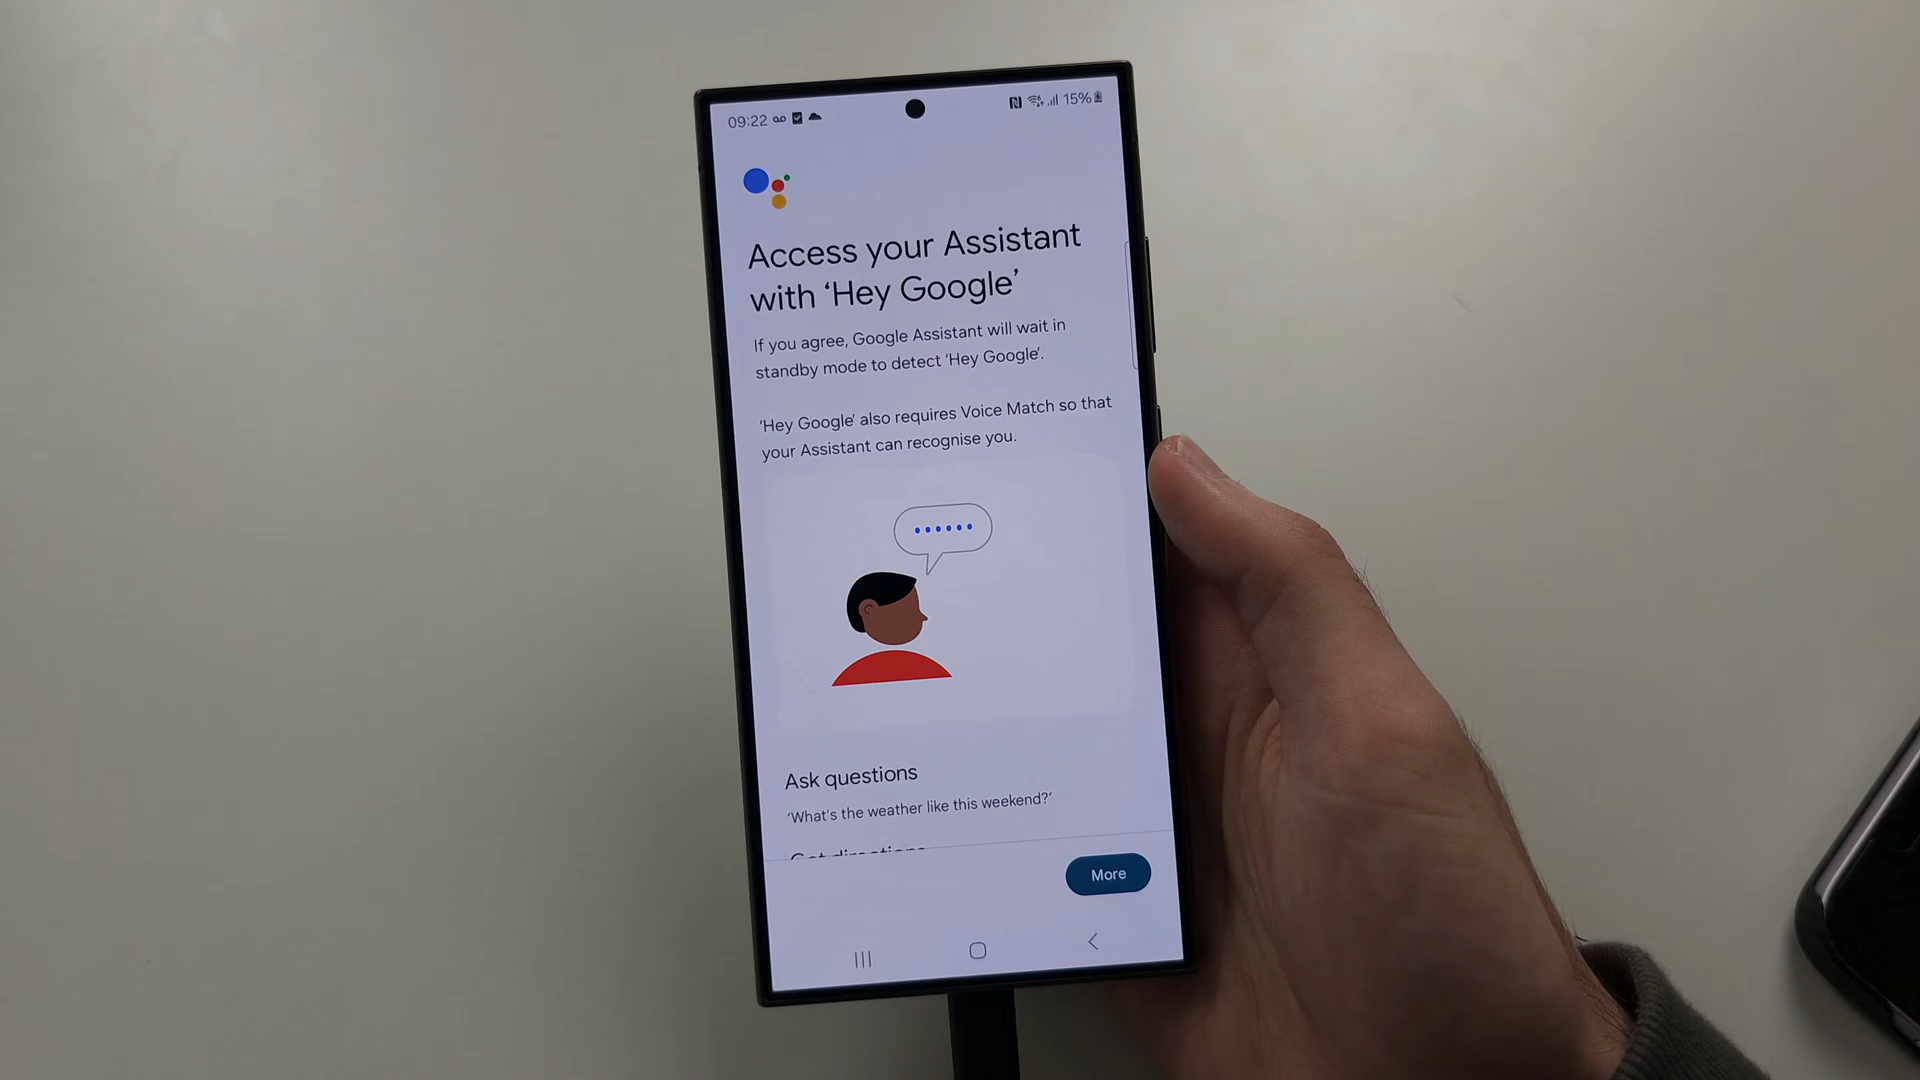 09:22
15%
Access your Assistant
with ‘Hey Google’
If you agree, Google Assistant will wait in
standby mode to detect ‘Hey Google’.
‘Hey Google’ also requires Voice Match so that
your Assistant can recognise you.
Ask questions
‘What's the weather like this weekend?’
Get directions
More